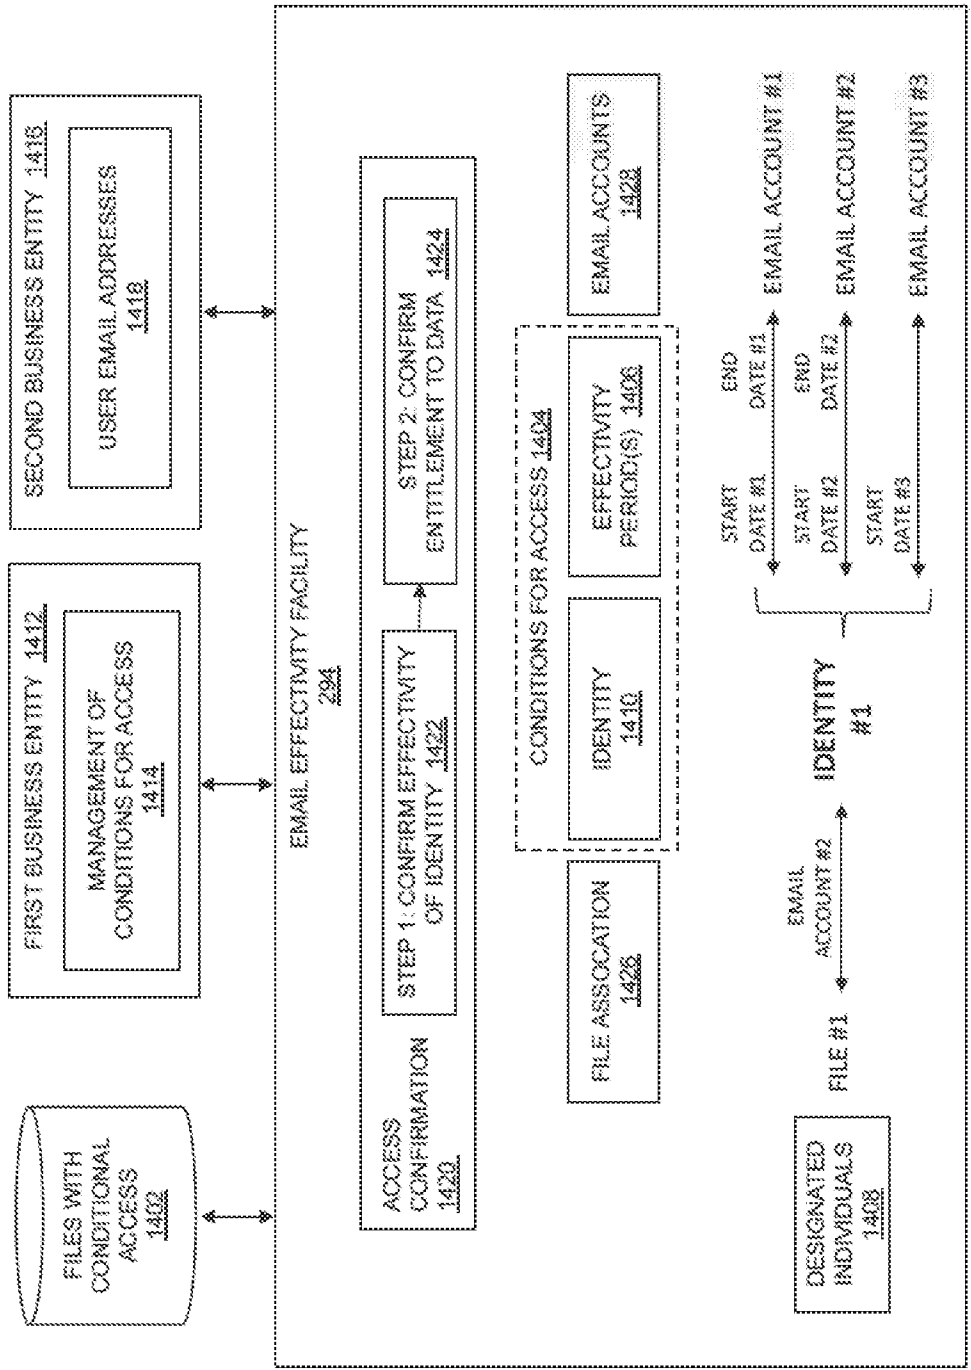 FILES WITH
CONDITIONAL
ACCESS
1402
FIRST BUSINESS ENTITY 1412
MANAGEMENT OF
CONDITIONS FOR ACCESS
1414
SECOND BUSINESS ENTITY 1416
USER EMAIL ADDRESSES
1418
EMAIL EFFECTIVITY FACILITY
294
ACCESS
CONFIRMATION
1420
STEP 1: CONFIRM EFFECTIVITY
OF IDENTITY 1422
STEP 2: CONFIRM
ENTITLEMENT TO DATA 1424
CONDITIONS FOR ACCESS 1404
FILE ASSOCATION
1426
IDENTITY
1410
EFFECTIVITY
PERIOD(S) 1406
EMAIL ACCOUNTS
1428
DESIGNATED
INDIVIDUALS
1408
FILE #1
EMAIL
ACCOUNT #2
IDENTITY
#1
START
DATE #1
END
DATE #1
EMAIL ACCOUNT #1
START
DATE #2
END
DATE #2
EMAIL ACCOUNT #2
START
DATE #3
EMAIL ACCOUNT #3